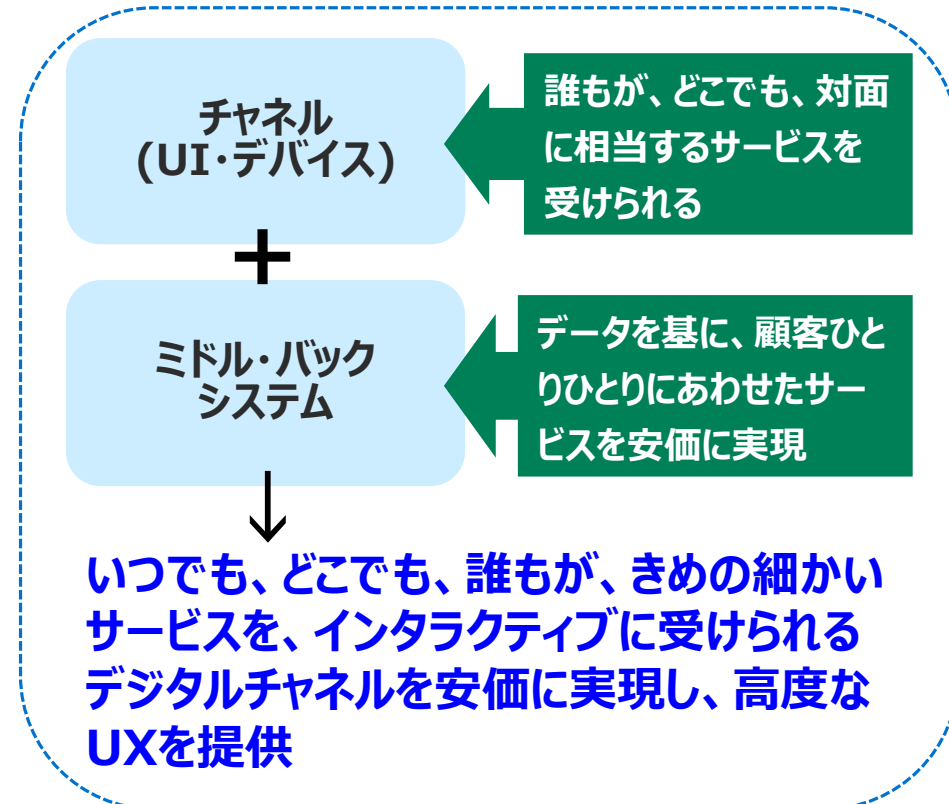 チャネル
(UI・デバイス)
誰もが、どこでも、対面
に相当するサービスを
受けられる
+
ミドル・バック
システム
データを基に、顧客ひと
りひとりにあわせたサー
ビスを安価に実現
↓
いつでも、どこでも、誰もが、きめの細かい
サービスを、インタラクティブに受けられる
デジタルチャネルを安価に実現し、高度な
UXを提供